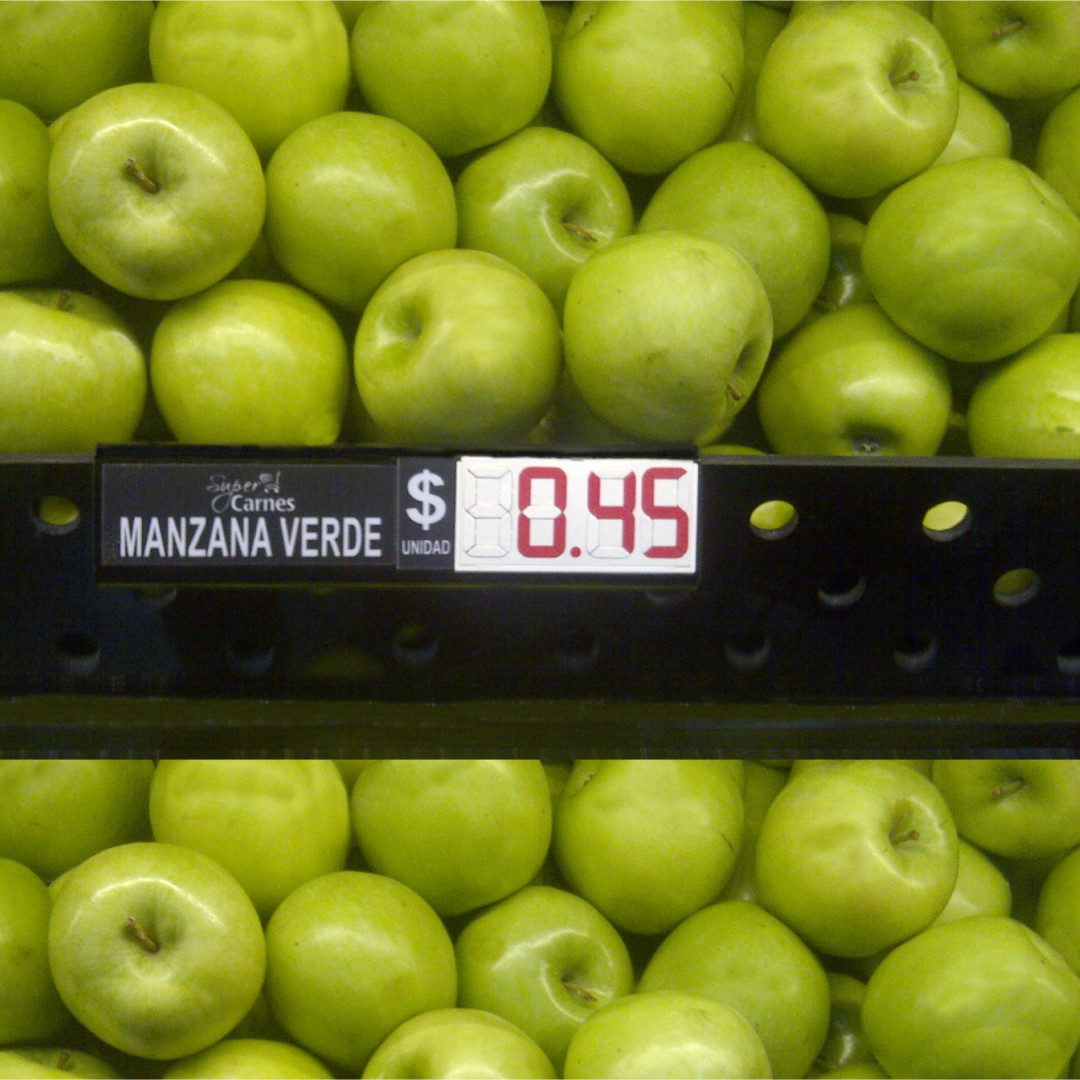 Super
Carnes
MANZANA VERDE
$
UNIDAD
0.45